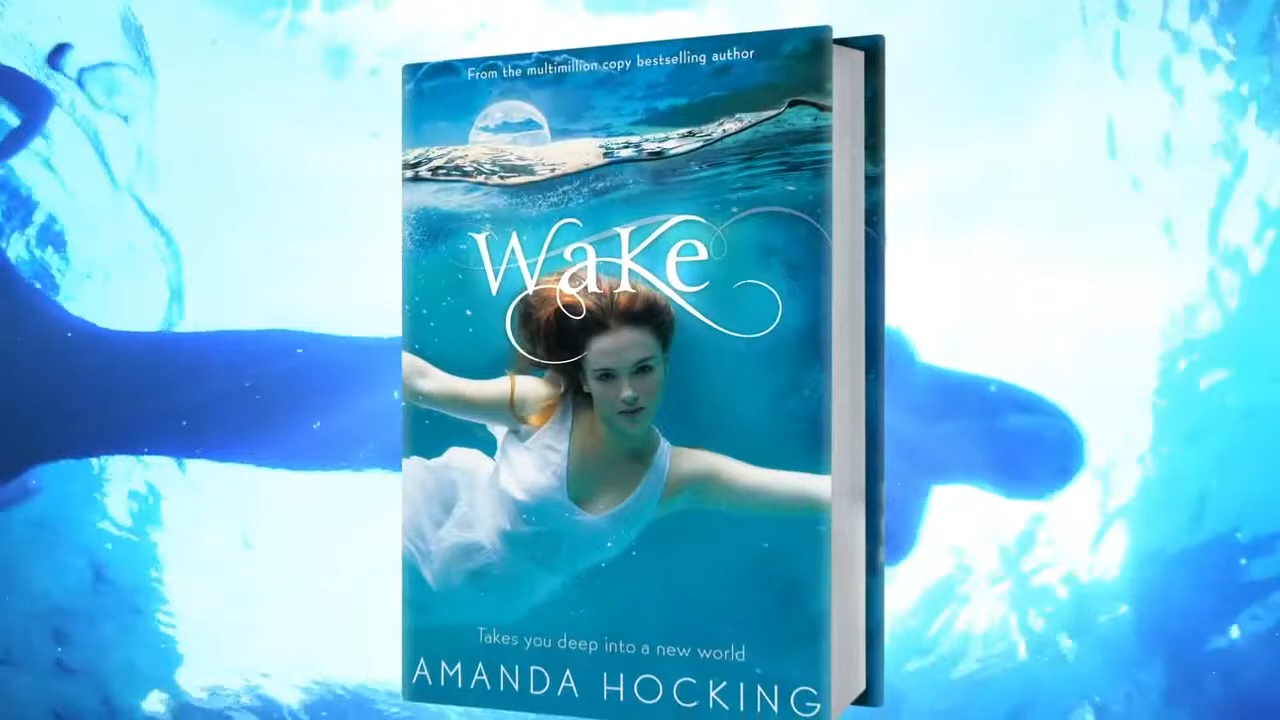 From the multimillion copy bestselling author
Wake
Takes you deep into a new world
AMANDA HOCKING